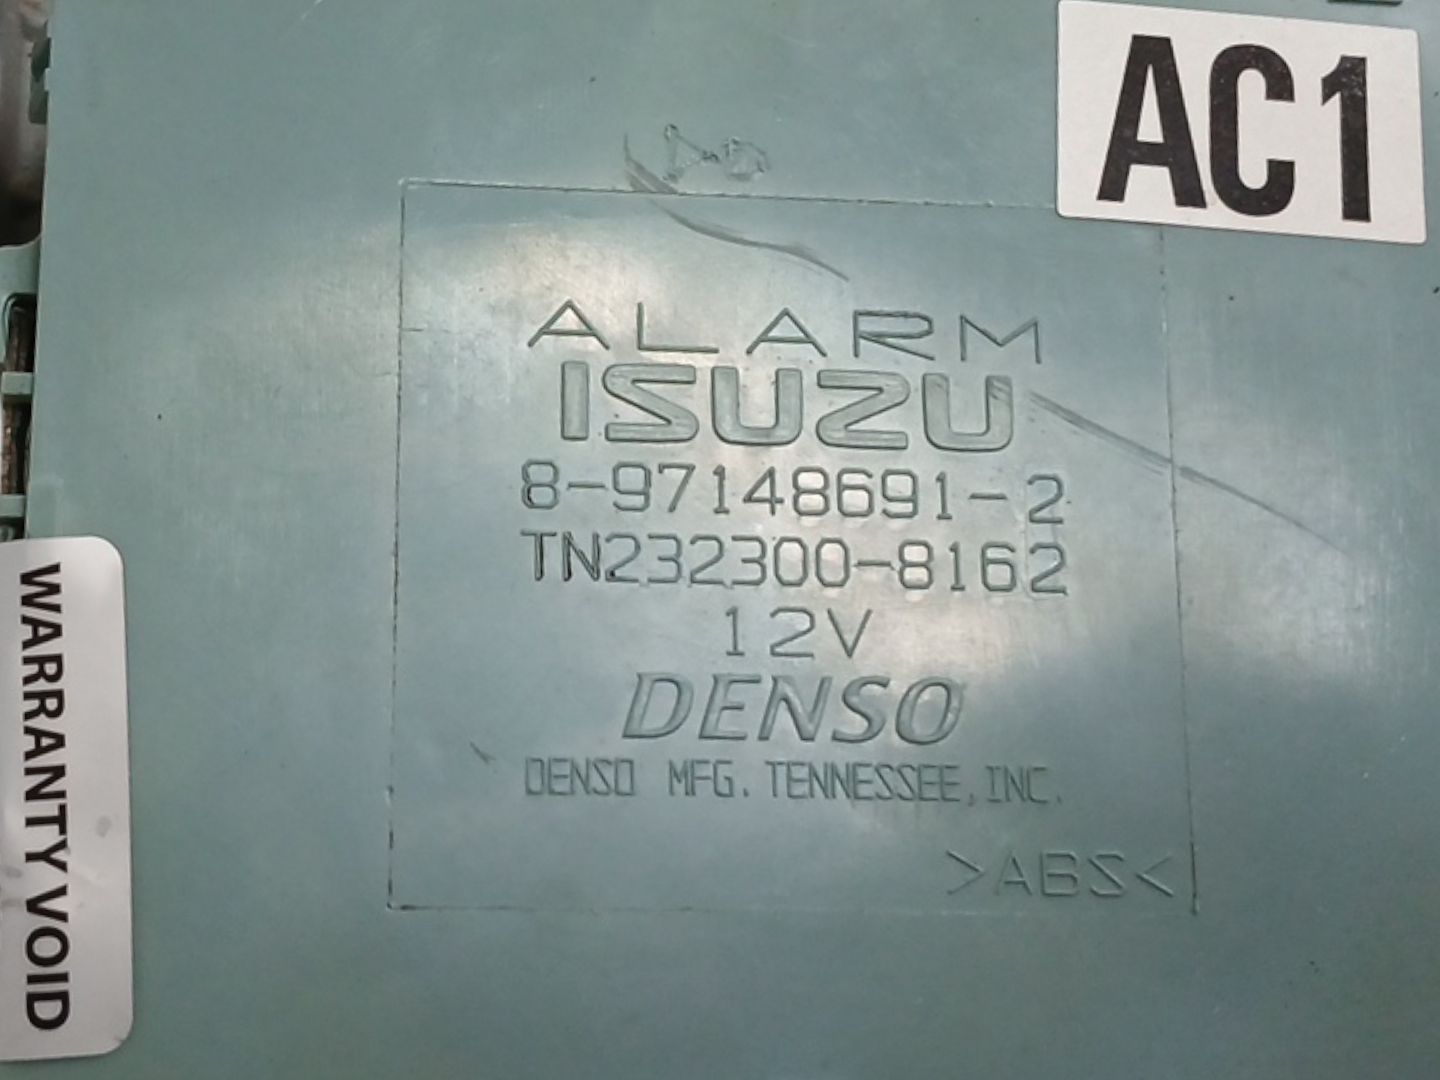 AC1
ALARM
ISUZU
8-97148691-2
TN232300-8162
12V
DENSO
DENSO MFG. TENNESSEE, INC.
>ABS<
WARRANTY VOID